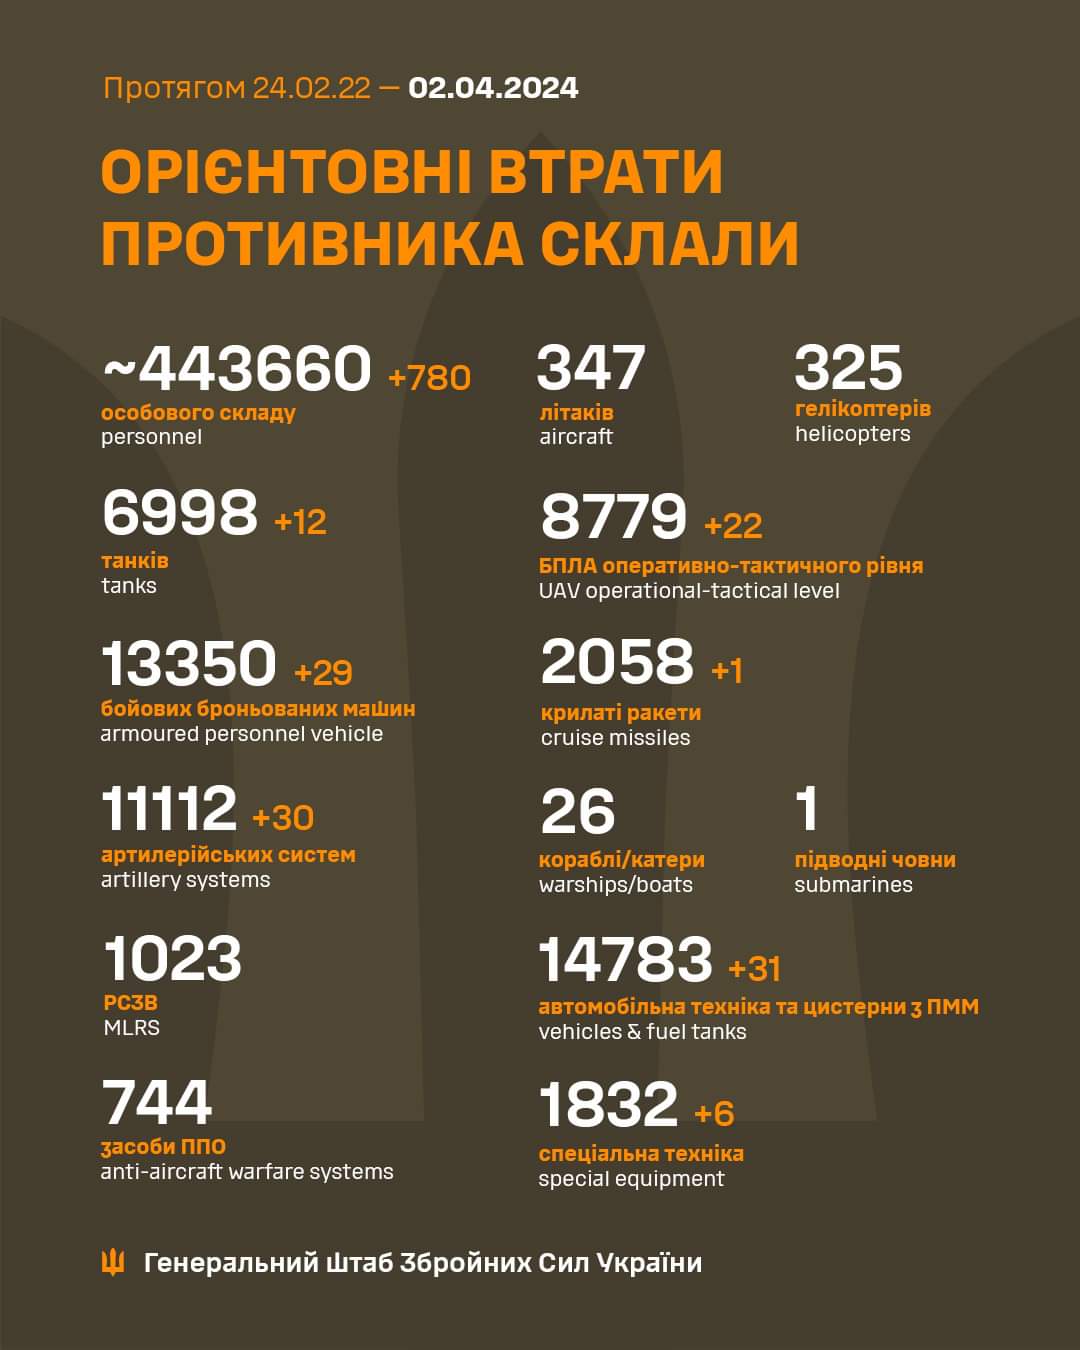 Протягом 24.02.22 — 02.04.2024
ОРІЄНТОВНІ ВТРАТИ
ПРОТИВНИКА СКЛАЛИ
~443660 +780
особового складу
personnel
347
літаків
aircraft
325
гелікоптерів
helicopters
6998 +12
танків
tanks
8779 +22
БПЛА оперативно-тактичного рівня
UAV operational-tactical level
13350 +29
бойових броньованих машин
armoured personnel vehicle
2058 +1
крилаті ракети
cruise missiles
11112 +30
артилерійських систем
artillery systems
26
кораблі/катери
warships/boats
1
підводні човни
submarines
1023
РСЗВ
MLRS
14783 +31
автомобільна техніка та цистерни з ПММ
vehicles & fuel tanks
744
засоби ППО
anti-aircraft warfare systems
1832 +6
спеціальна техніка
special equipment
Генеральний штаб Збройних Сил України